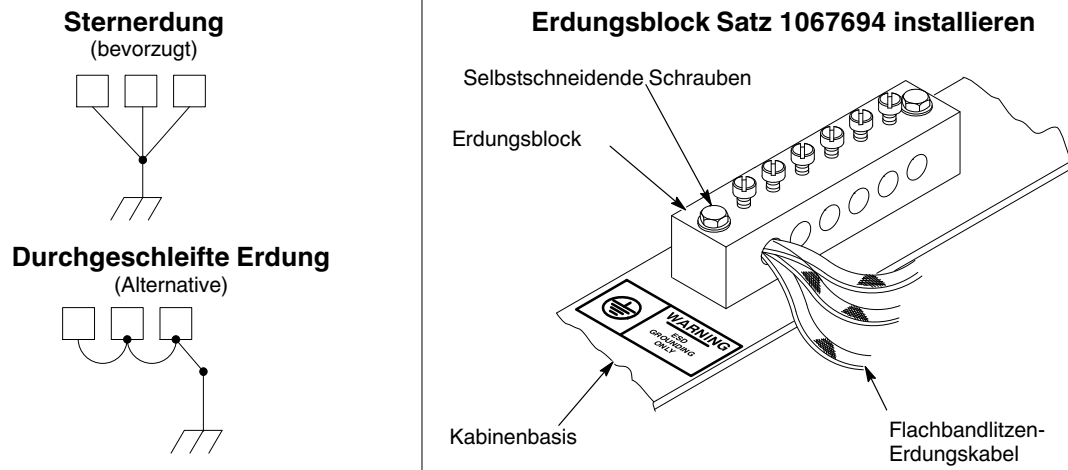 Sternerdung
(bevorzugt)
Durchgeschleifte Erdung
(Alternative)
Erdungsblock Satz 1067694 installieren
Selbstschneidende Schrauben
Erdungsblock
WARNING
ESD
GROUNDING
ONLY
Kabinenbasis
Flachbandlitzen-
Erdungskabel